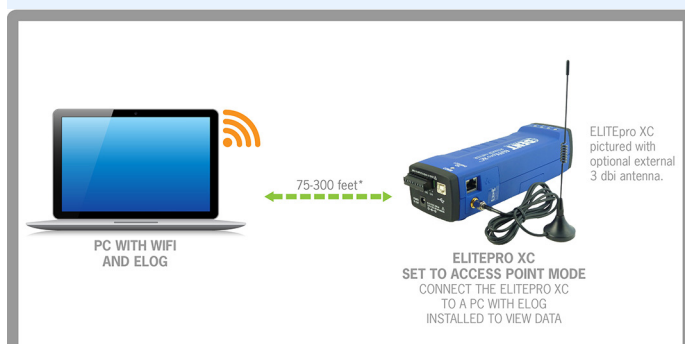 75-300 feet*
PC WITH WIFI
AND ELOG
DENT
ELITEpro XC
pictured with
optional external
3 dbi antenna.
ELITEPRO XC
SET TO ACCESS POINT MODE
CONNECT THE ELITEPRO XC
TO A PC WITH ELOG
INSTALLED TO VIEW DATA